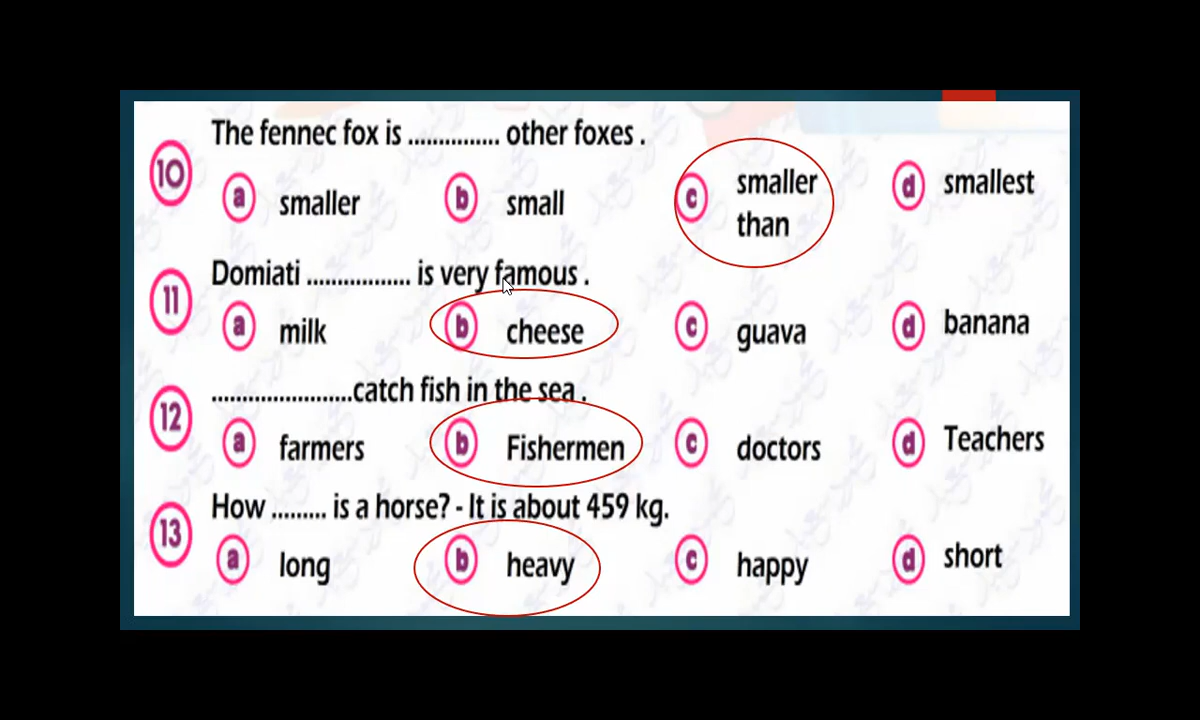 10 The fennec fox is ............... other foxes .
a smaller b small c smaller than d smallest
11 Domiati ................. is very famous .
a milk b cheese c guava d banana
12 .......................catch fish in the sea .
a farmers b Fishermen c doctors d Teachers
13 How ......... is a horse? - It is about 459 kg.
a long b heavy c happy d short